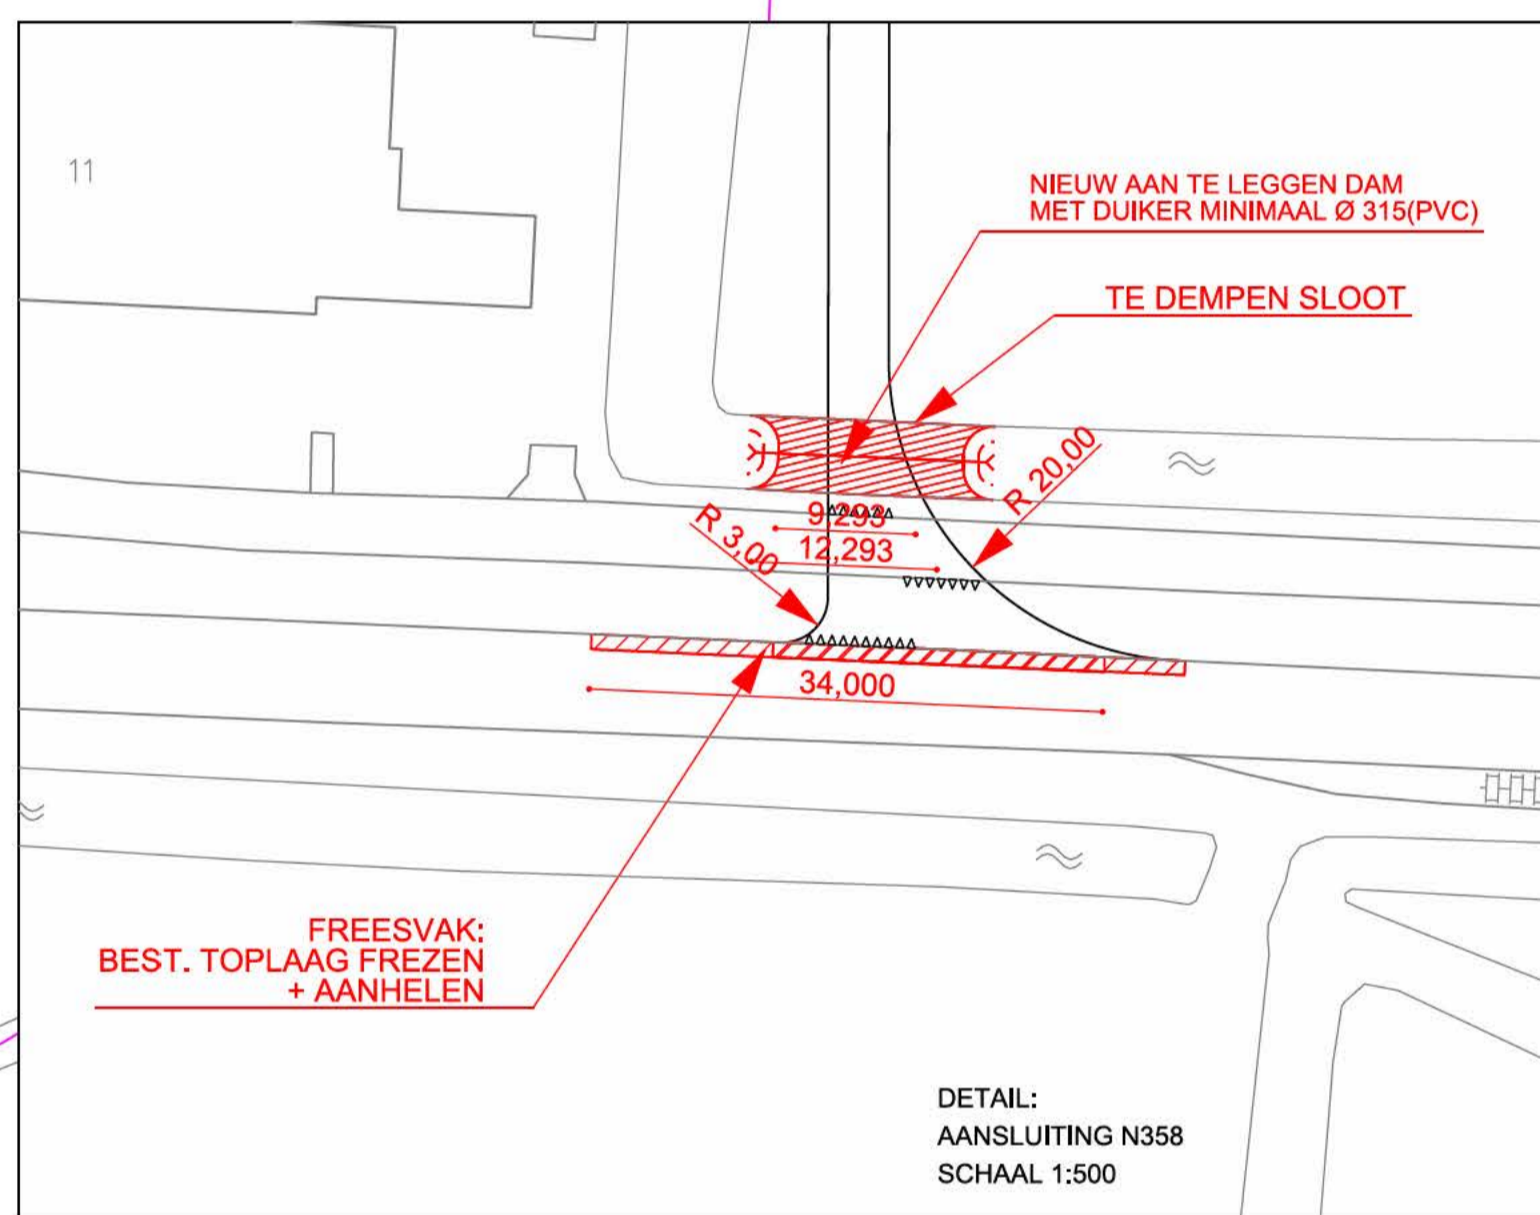 11
NIEUW AAN TE LEGGEN DAM
MET DUIKER MINIMAAL Ø 315(PVC)
TE DEMPEN SLOOT
R 20,00
R 3,00
9,293
12,293
34,000
FREESVAK:
BEST. TOPLAAG FREZEN
+ AANHELEN
DETAIL:
AANSLUITING N358
SCHAAL 1:500